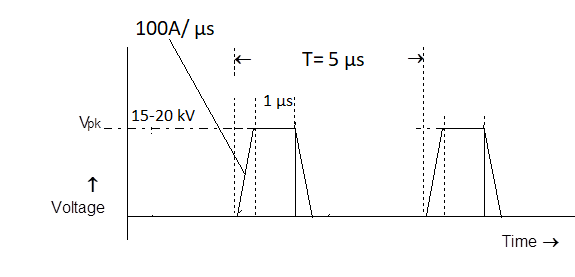 100A/ μs
T= 5 μs
1 μs
15-20 kV
Vpk
↑
Voltage
Time →